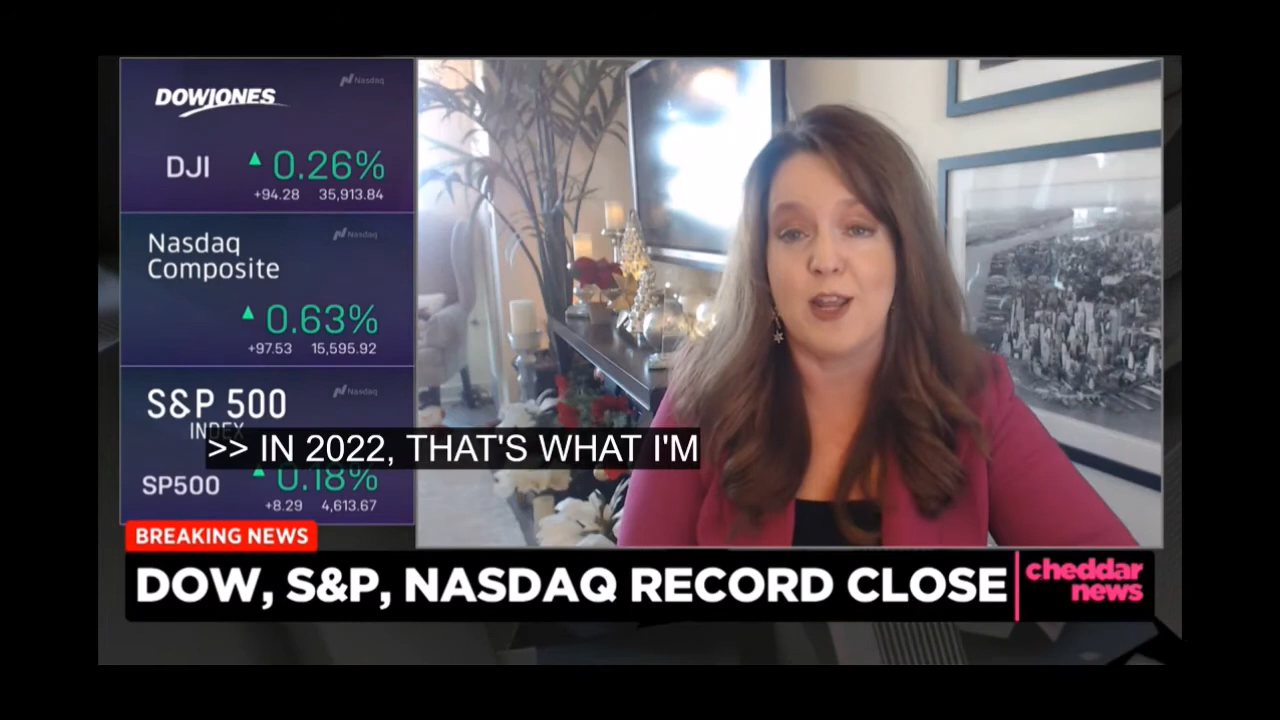 DOWJONES
Nasdaq
DJI
▲ 0.26%
+94.28 35,913.84
Nasdaq
Nasdaq
Composite
▲ 0.63%
+97.53 15,595.92
Nasdaq
S&P 500
INDEX
>> IN 2022, THAT'S WHAT I'M
SP500
▲ 0.18%
+8.29 4,613.67
BREAKING NEWS
DOW, S&P, NASDAQ RECORD CLOSE
cheddar
news